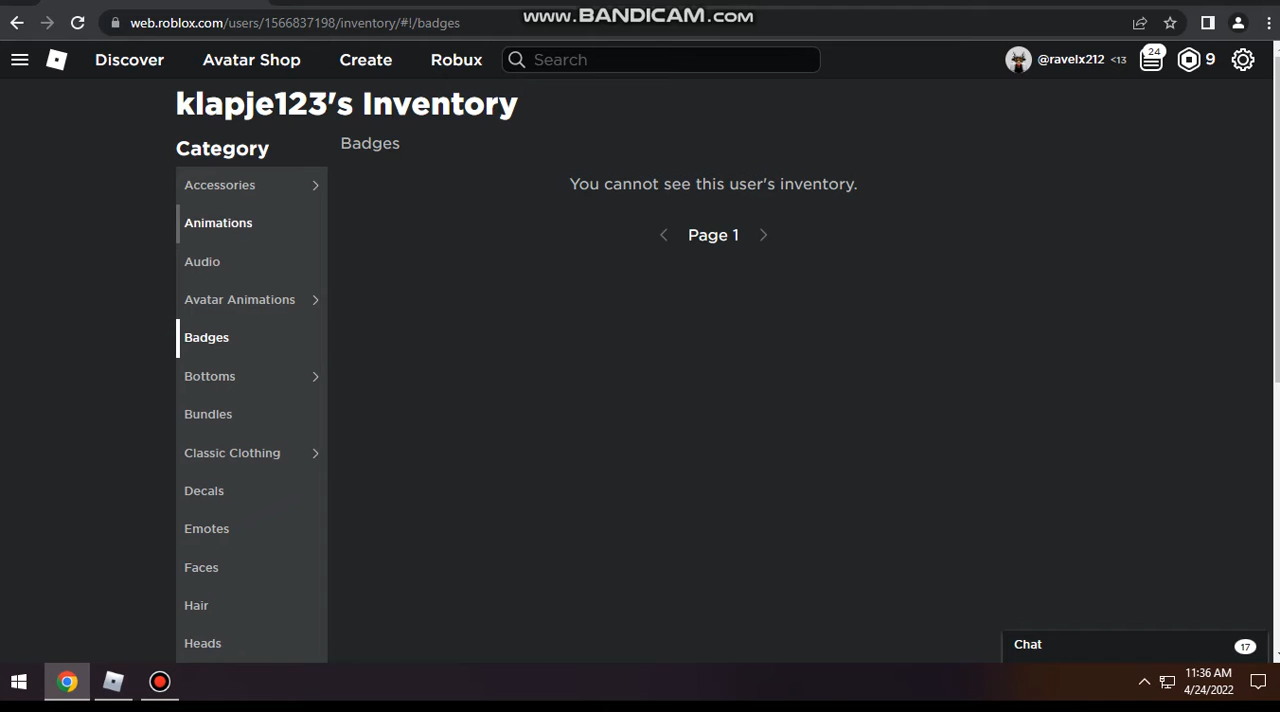 www.BANDICAM.com
web.roblox.com/users/1566837198/inventory/#!/badges
Discover
Avatar Shop
Create
Robux
Search
@ravelx212 <13
24
9
klapje123's Inventory
Category
Accessories
Animations
Audio
Avatar Animations
Badges
Bottoms
Bundles
Classic Clothing
Decals
Emotes
Faces
Hair
Heads
Badges
You cannot see this user's inventory.
Page 1
Chat
17
11:36 AM
4/24/2022